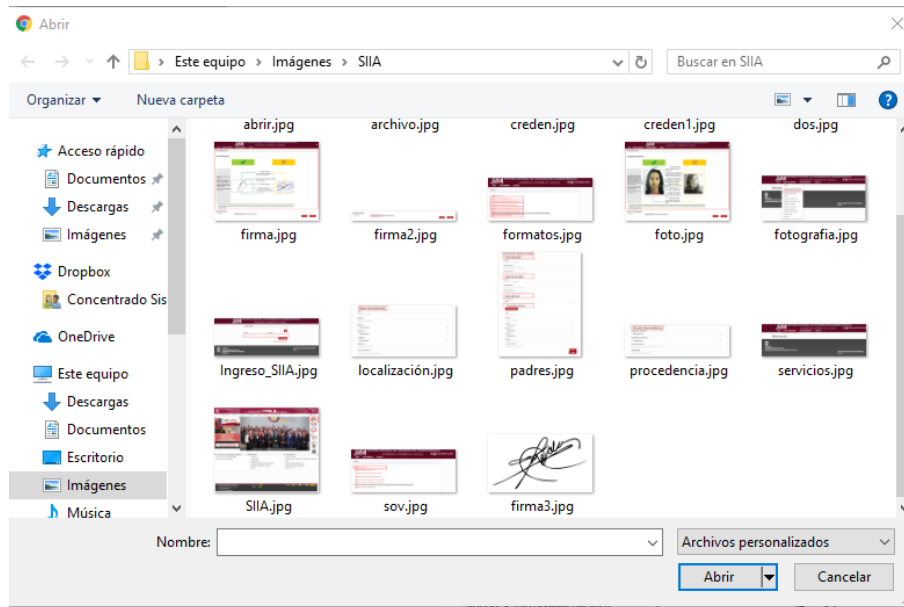 Abrir
Este equipo > Imágenes > SIIA
Buscar en SIIA
Organizar
Nueva carpeta
abrir.jpg
archivo.jpg
creden.jpg
creden1.jpg
dos.jpg
Acceso rápido
Documentos
Descargas
Imágenes
Dropbox
Concentrado Sis
OneDrive
Este equipo
Descargas
Documentos
Escritorio
Imágenes
Música
firma.jpg
firma2.jpg
formatos.jpg
foto.jpg
fotografia.jpg
Ingreso_SIIA.jpg
localización.jpg
padres.jpg
procedencia.jpg
servicios.jpg
SIIA.jpg
sov.jpg
firma3.jpg
Nombre:
Archivos personalizados
Abrir
Cancelar